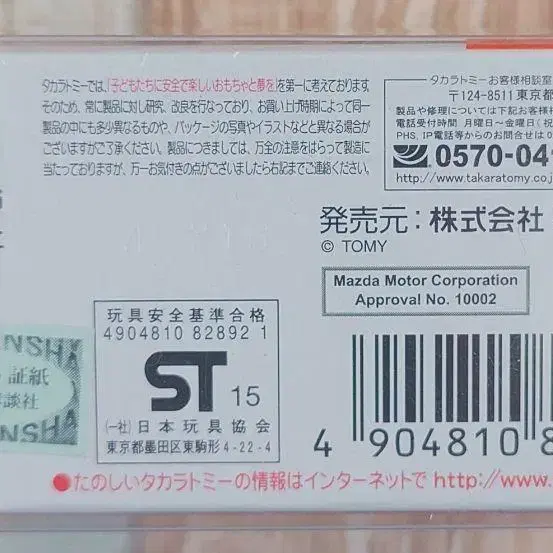 タカラトミーでは、「子どもたちに安全で楽しいおもちゃと夢を」を第一に考えております。
そのため、常に製品に対し研究、改良を行なっており、お買い上げ時期によって同一
製品の中にも多少異なるものや、パッケージの写真やイラストなどと異なる場合が
ございますがご了承ください。製品につきましては、万全の注意をはらって製造に
当たっておりますが、万一お気付きの点がございましたら右記までご連絡ください。
タカラトミーお客様相談室
〒124-8511 東京都
製品や修理については下記お客様相
電話受付時間 月曜日〜金曜日(祝
PHS、IP電話等からのお問合せは0
0570-04
http://www.takaratomy.co.j
発売元:株式会社
© TOMY
Mazda Motor Corporation
Approval No. 10002
玩具安全基準合格
4904810 82892 1
ST 15
(一社)日本玩具協会
東京都墨田区東駒形4-22-4
NSHA
証紙
談社
NSHA
4 904810 8
●たのしいタカラトミーの情報はインターネットで http://www.